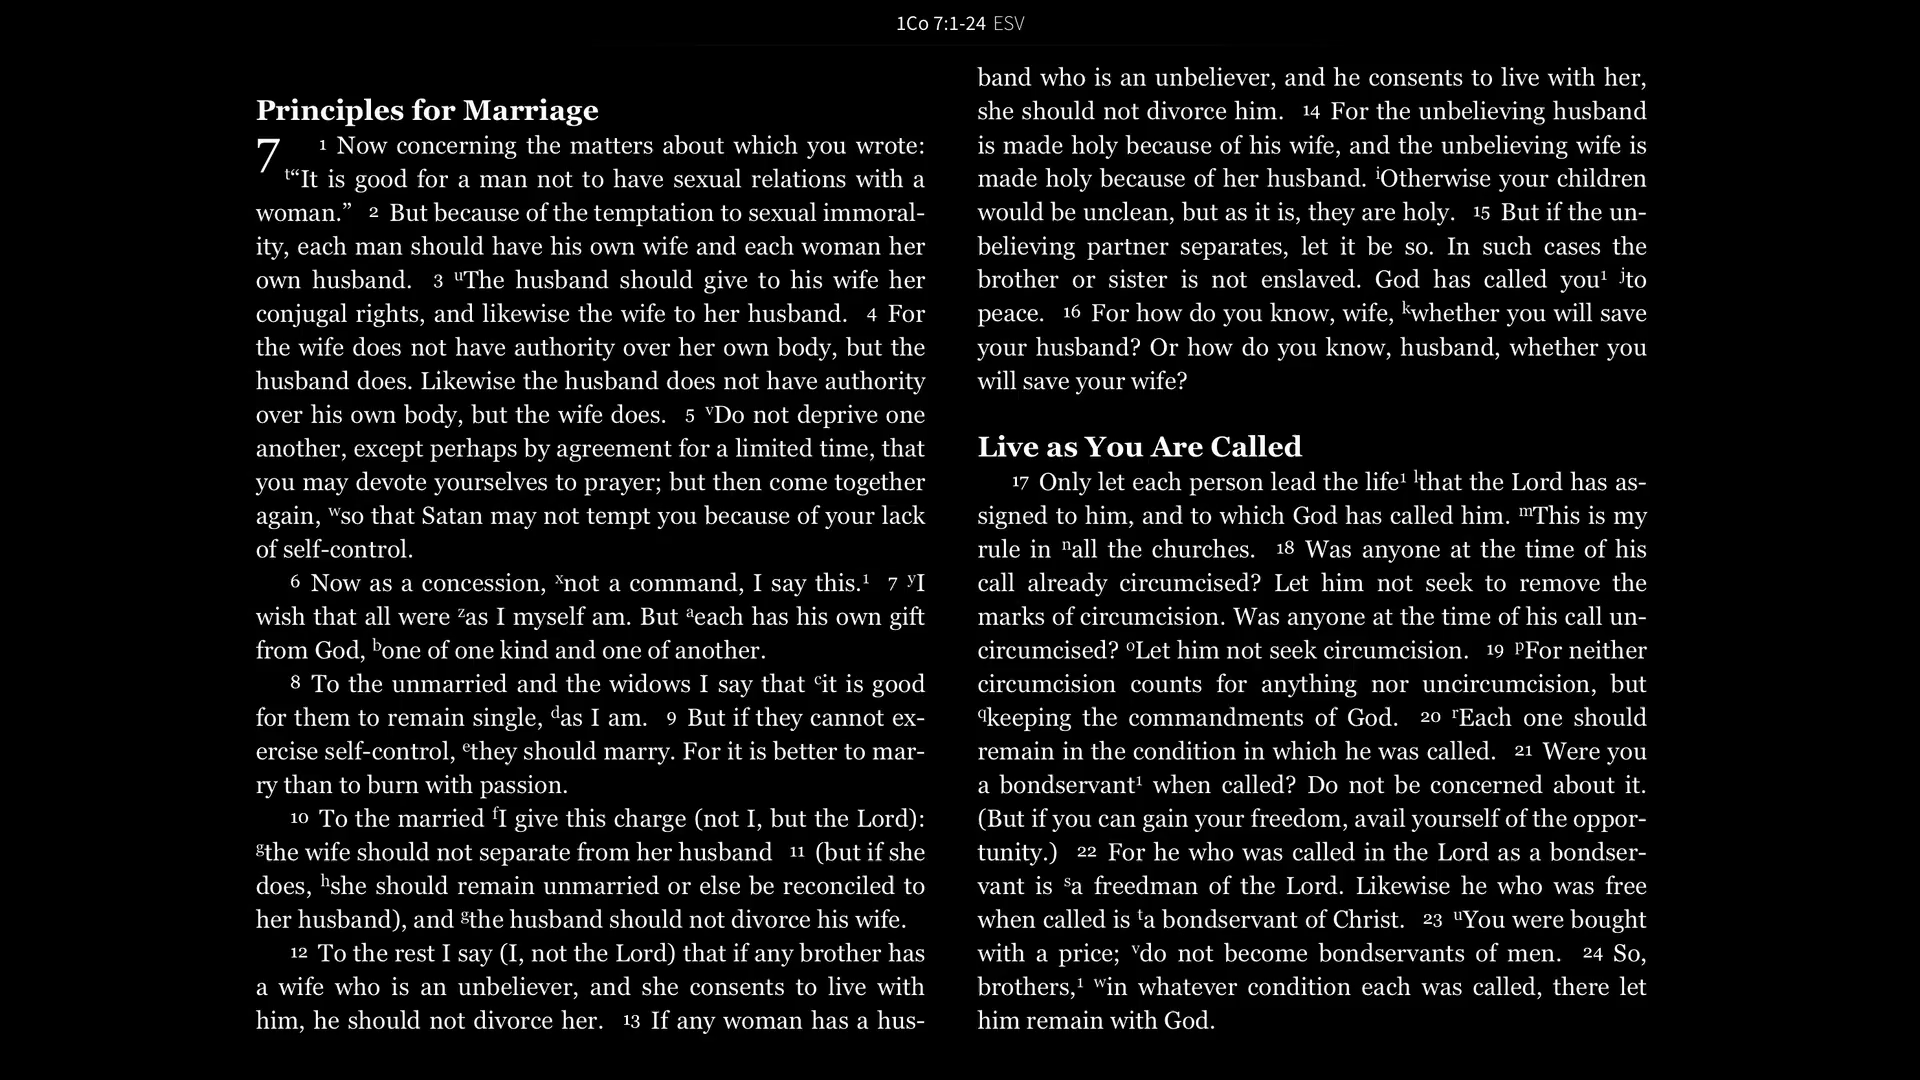 1Co 7:1-24 ESV
Principles for Marriage
7 1 Now concerning the matters about which you wrote:
t“It is good for a man not to have sexual relations with a
woman.” 2 But because of the temptation to sexual immoral-
ity, each man should have his own wife and each woman her
own husband. 3 uThe husband should give to his wife her
conjugal rights, and likewise the wife to her husband. 4 For
the wife does not have authority over her own body, but the
husband does. Likewise the husband does not have authority
over his own body, but the wife does. 5 vDo not deprive one
another, except perhaps by agreement for a limited time, that
you may devote yourselves to prayer; but then come together
again, wso that Satan may not tempt you because of your lack
of self-control.
6 Now as a concession, xnot a command, I say this.1 7 yI
wish that all were zas I myself am. But aeach has his own gift
from God, bone of one kind and one of another.
8 To the unmarried and the widows I say that cit is good
for them to remain single, das I am. 9 But if they cannot ex-
ercise self-control, ethey should marry. For it is better to mar-
ry than to burn with passion.
10 To the married fI give this charge (not I, but the Lord):
gthe wife should not separate from her husband 11 (but if she
does, hshe should remain unmarried or else be reconciled to
her husband), and gthe husband should not divorce his wife.
12 To the rest I say (I, not the Lord) that if any brother has
a wife who is an unbeliever, and she consents to live with
him, he should not divorce her. 13 If any woman has a hus-
band who is an unbeliever, and he consents to live with her,
she should not divorce him. 14 For the unbelieving husband
is made holy because of his wife, and the unbelieving wife is
made holy because of her husband. iOtherwise your children
would be unclean, but as it is, they are holy. 15 But if the un-
believing partner separates, let it be so. In such cases the
brother or sister is not enslaved. God has called you1 jto
peace. 16 For how do you know, wife, kwhether you will save
your husband? Or how do you know, husband, whether you
will save your wife?
Live as You Are Called
17 Only let each person lead the life1 lthat the Lord has as-
signed to him, and to which God has called him. mThis is my
rule in nall the churches. 18 Was anyone at the time of his
call already circumcised? Let him not seek to remove the
marks of circumcision. Was anyone at the time of his call un-
circumcised? oLet him not seek circumcision. 19 pFor neither
circumcision counts for anything nor uncircumcision, but
qkeeping the commandments of God. 20 rEach one should
remain in the condition in which he was called. 21 Were you
a bondservant1 when called? Do not be concerned about it.
(But if you can gain your freedom, avail yourself of the oppor-
tunity.) 22 For he who was called in the Lord as a bondser-
vant is sa freedman of the Lord. Likewise he who was free
when called is ta bondservant of Christ. 23 uYou were bought
with a price; vdo not become bondservants of men. 24 So,
brothers,1 win whatever condition each was called, there let
him remain with God.